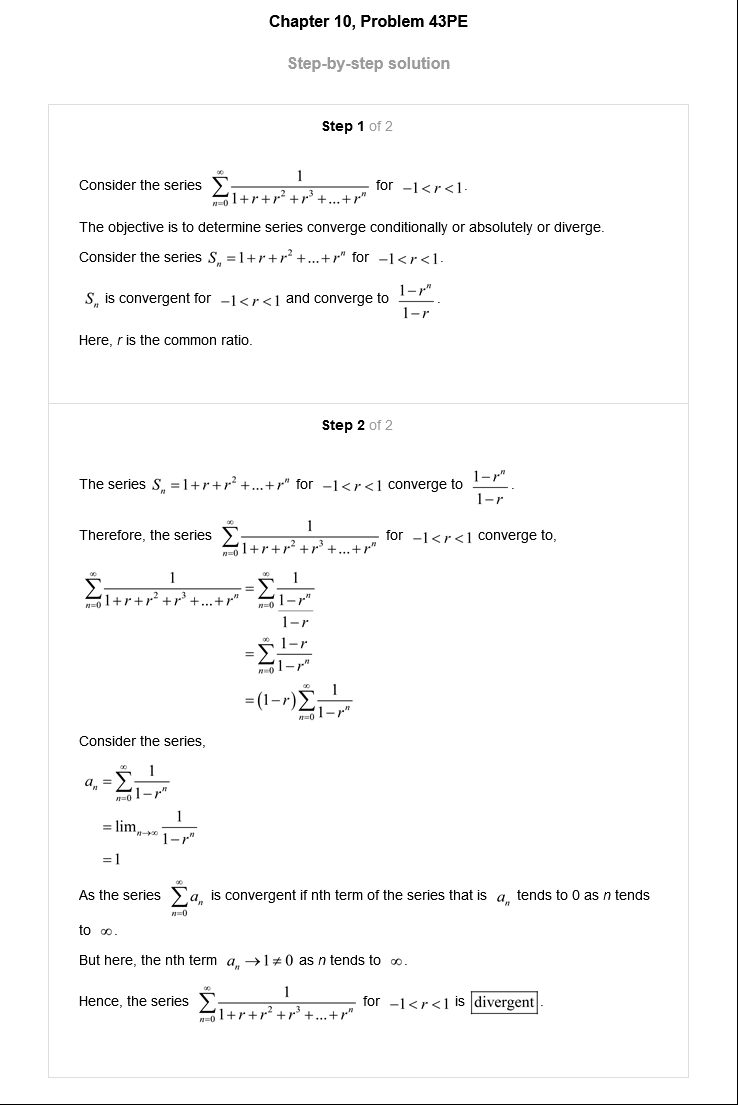 Chapter 10, Problem 43PE
Step-by-step solution
Step 1 of 2
Consider the series \sum_{n=0}^{\infty} \frac{1}{1+r+r^2+r^3+...+r^n} for -1<r<1.
The objective is to determine series converge conditionally or absolutely or diverge.
Consider the series S_n = 1+r+r^2+...+r^n for -1<r<1.
S_n is convergent for -1<r<1 and converge to \frac{1-r^n}{1-r}.
Here, r is the common ratio.
Step 2 of 2
The series S_n = 1+r+r^2+...+r^n for -1<r<1 converge to \frac{1-r^n}{1-r}.
Therefore, the series \sum_{n=0}^{\infty} \frac{1}{1+r+r^2+r^3+...+r^n} for -1<r<1 converge to,
\sum_{n=0}^{\infty} \frac{1}{1+r+r^2+r^3+...+r^n} = \sum_{n=0}^{\infty} \frac{1}{\frac{1-r^n}{1-r}}
= \sum_{n=0}^{\infty} \frac{1-r}{1-r^n}
= (1-r) \sum_{n=0}^{\infty} \frac{1}{1-r^n}
Consider the series,
a_n = \sum_{n=0}^{\infty} \frac{1}{1-r^n}
= \lim_{n→∞} \frac{1}{1-r^n}
= 1
As the series \sum_{n=0}^{\infty} a_n is convergent if nth term of the series that is a_n tends to 0 as n tends
to ∞.
But here, the nth term a_n → 1 ≠ 0 as n tends to ∞.
Hence, the series \sum_{n=0}^{\infty} \frac{1}{1+r+r^2+r^3+...+r^n} for -1<r<1 is divergent.